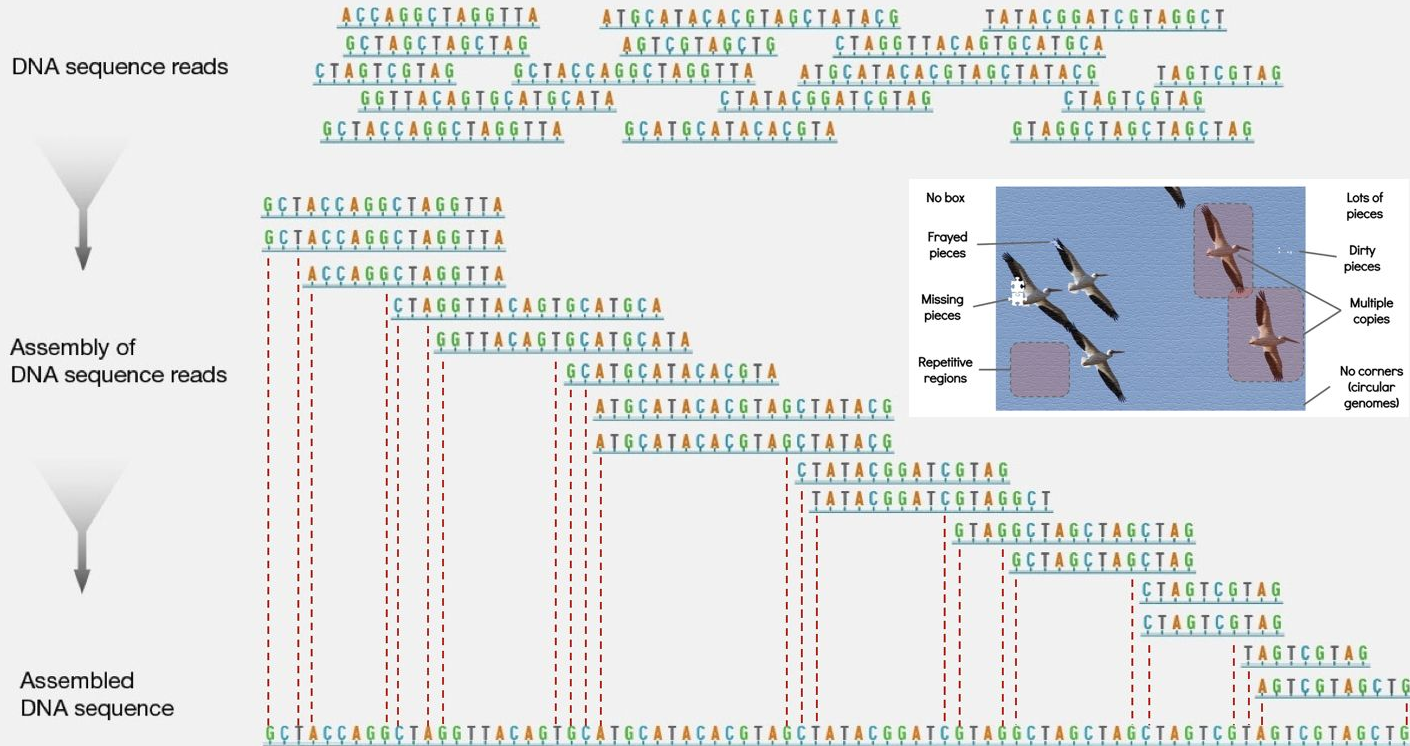 ACCAGGCTAGGTTA
ATGCATACACGTAGCTATACG
TATACGGATCGTAGGCT
GCTAGCTAGCTAG
AGTCGTAGCTG
CTAGGTTACAGTGCATGCA
DNA sequence reads
CTAGTCGTAG
GCTACCAGGCTAGGTTA
ATGCATACACGTAGCTATACG
TAGTCGTAG
GGTTACAGTGCATGCATA
CTATACGGATCGTAG
CTAGTCGTAG
GCTACCAGGCTAGGTTA
GCATGCATACACGTA
GTAGGCTAGCTAGCTAG
No box
Frayed
pieces
Missing
pieces
Repetitive
regions
Lots of
pieces
Dirty
pieces
Multiple
copies
No corners
(circular
genomes)
Assembly of
DNA sequence reads
GCTACCAGGCTAGGTTA
GCTACCAGGCTAGGTTA
ACCAGGCTAGGTTA
CTAGGTTACAGTGCATGCA
GGTTACAGTGCATGCATA
GCATGCATACACGTA
ATGCATACACGTAGCTATACG
ATGCATACACGTAGCTATACG
CTATACGGATCGTAG
TATACGGATCGTAGGCT
GTAGGCTAGCTAGCTAG
GCTAGCTAGCTAG
CTAGTCGTAG
CTAGTCGTAG
TAGTCGTAG
AGTCGTAGCTG
Assembled
DNA sequence
GCTACCAGGCTAGGTTACAGTGCATGCATACACGTAGCTATACGGATCGTAGGCTAGCTAGCTAGTCGTAGTCGTAGCTG